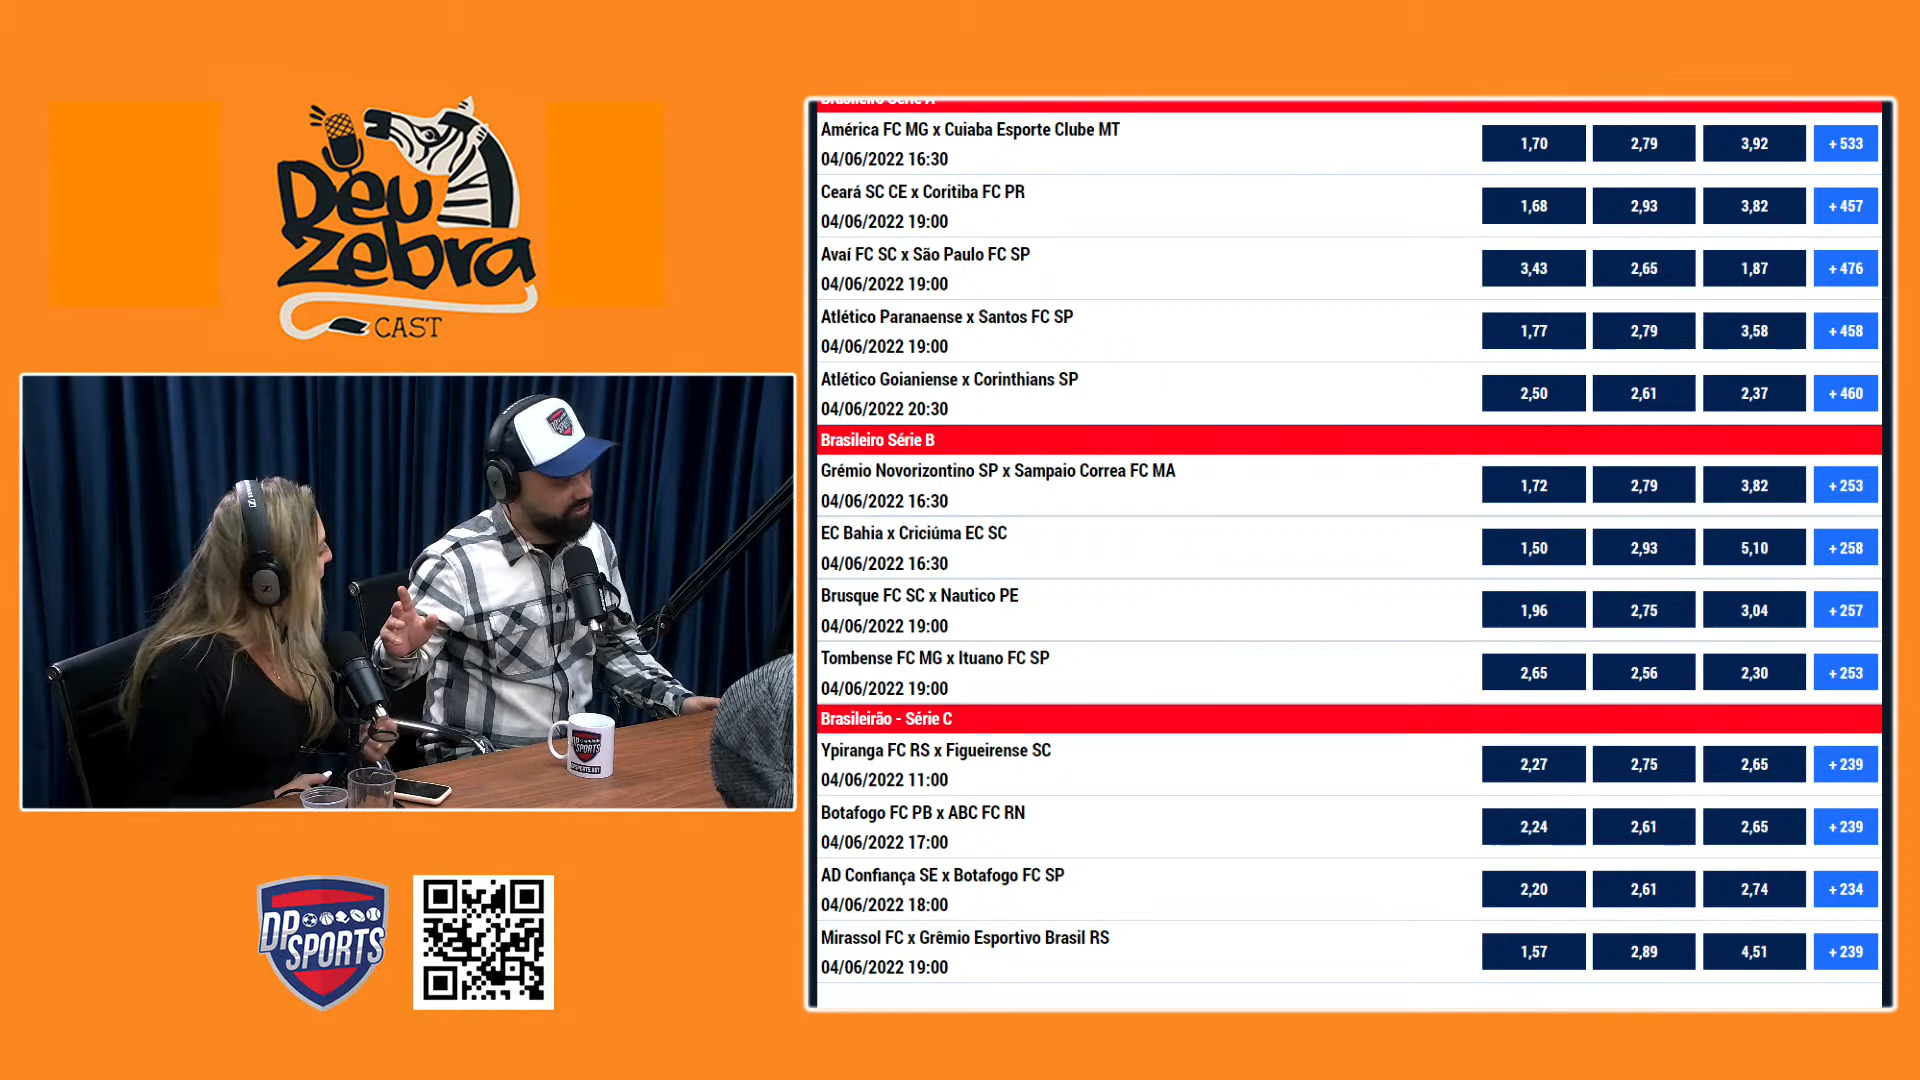 Deu
Zebra
CAST
DP
SPORTS
Brasileiro Série A
América FC MG x Cuiaba Esporte Clube MT
04/06/2022 16:30
1,70 2,79 3,92 + 533
Ceará SC CE x Coritiba FC PR
04/06/2022 19:00
1,68 2,93 3,82 + 457
Avaí FC SC x São Paulo FC SP
04/06/2022 19:00
3,43 2,65 1,87 + 476
Atlético Paranaense x Santos FC SP
04/06/2022 19:00
1,77 2,79 3,58 + 458
Atlético Goianiense x Corinthians SP
04/06/2022 20:30
2,50 2,61 2,37 + 460
Brasileiro Série B
Grémio Novorizontino SP x Sampaio Correa FC MA
04/06/2022 16:30
1,72 2,79 3,82 + 253
EC Bahia x Criciúma EC SC
04/06/2022 16:30
1,50 2,93 5,10 + 258
Brusque FC SC x Nautico PE
04/06/2022 19:00
1,96 2,75 3,04 + 257
Tombense FC MG x Ituano FC SP
04/06/2022 19:00
2,65 2,56 2,30 + 253
Brasileirão - Série C
Ypiranga FC RS x Figueirense SC
04/06/2022 11:00
2,27 2,75 2,65 + 239
Botafogo FC PB x ABC FC RN
04/06/2022 17:00
2,24 2,61 2,65 + 239
AD Confiança SE x Botafogo FC SP
04/06/2022 18:00
2,20 2,61 2,74 + 234
Mirassol FC x Grêmio Esportivo Brasil RS
04/06/2022 19:00
1,57 2,89 4,51 + 239
DP
SPORTS